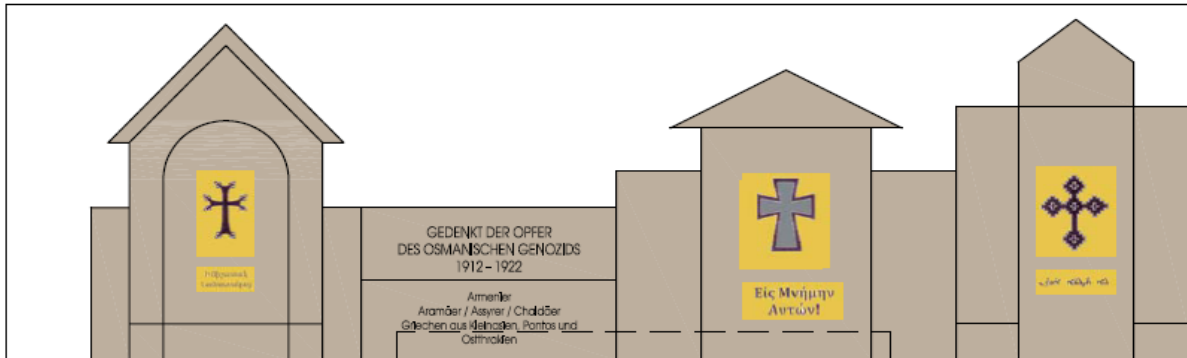 GEDENKT DER OPFER
DES OSMANISCHEN GENOZIDS
1912 – 1922
Armenier
Aramäer / Assyrer / Chaldäer
Griechen aus Kleinasien, Pontos und
Ostthrakien
Εἰς Μνήμην
Αυτών!